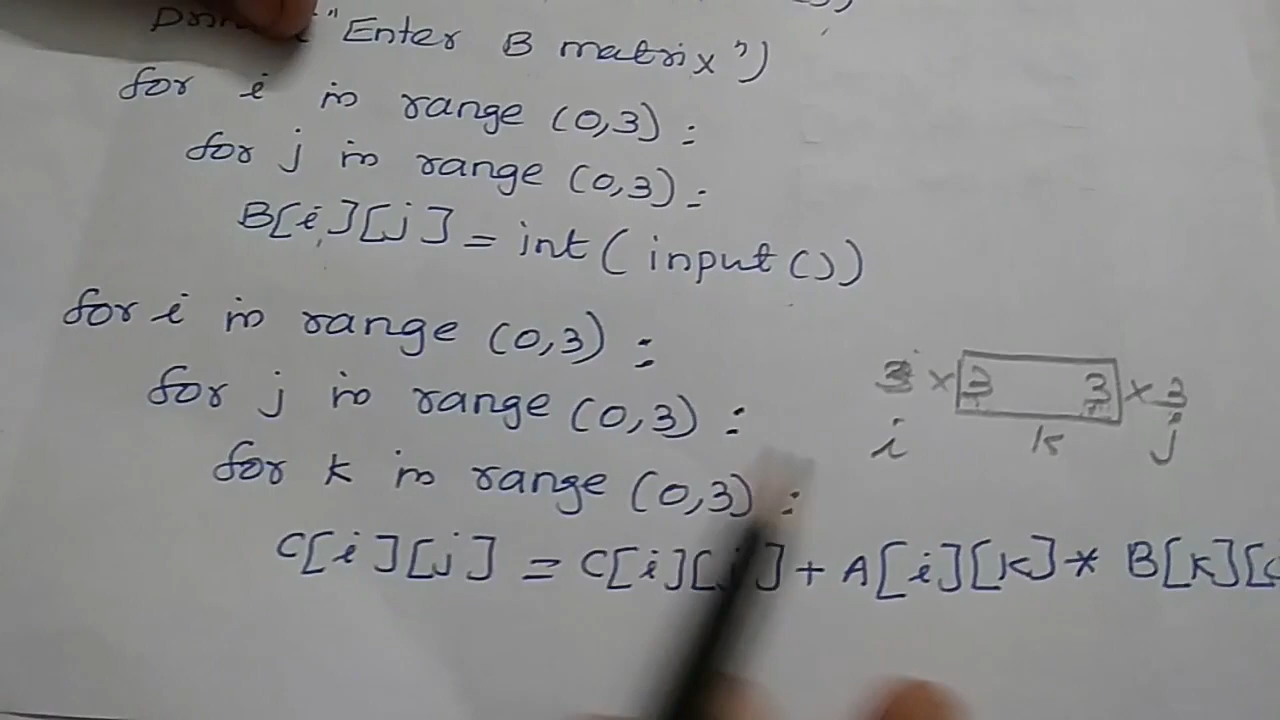 "Enter B matrix")
for i in range (0,3):
for j in range (0,3):
B[i][j] = int(input())
for i in range (0,3):
for j in range (0,3):
for k in range (0,3):
C[i][j] = C[i][j] + A[i][k] * B[k][
3 × 3 3 × 3
i k j